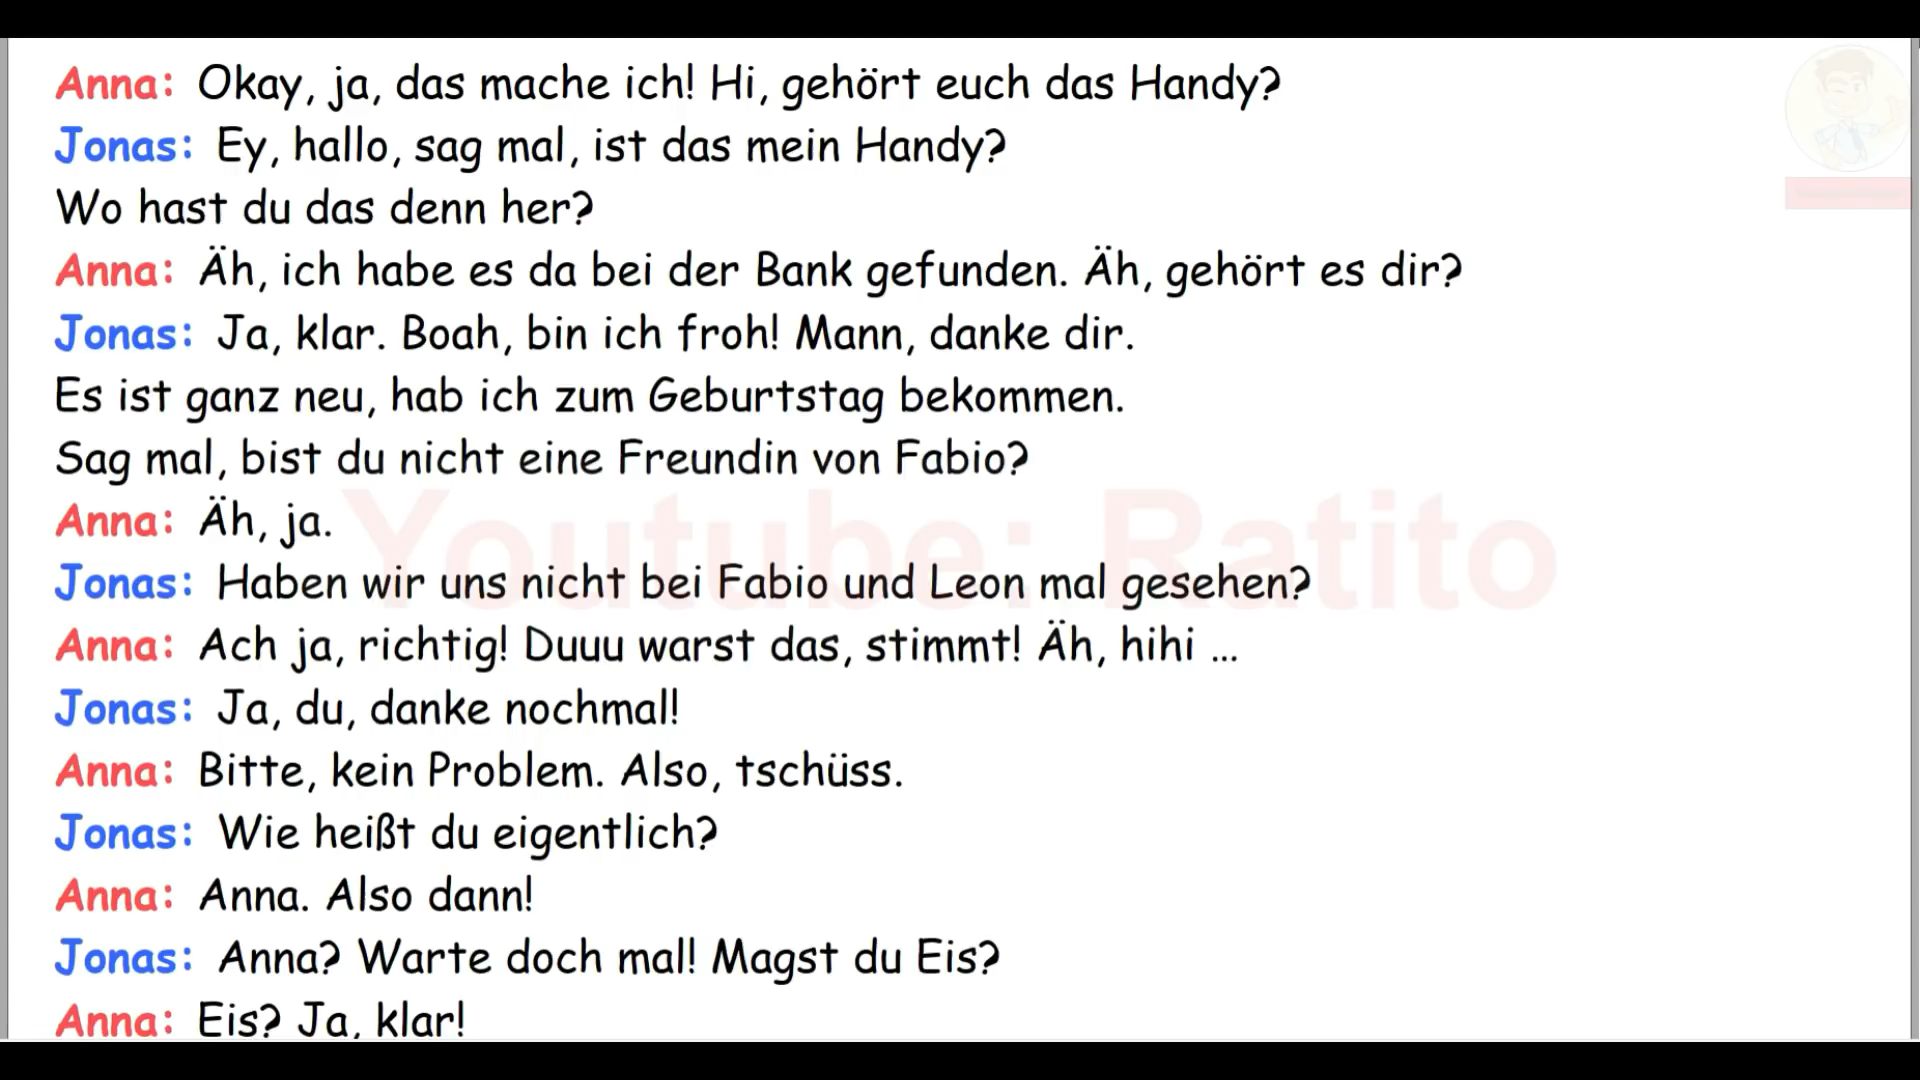 Anna: Okay, ja, das mache ich! Hi, gehört euch das Handy?
Jonas: Ey, hallo, sag mal, ist das mein Handy?
Wo hast du das denn her?
Anna: Äh, ich habe es da bei der Bank gefunden. Äh, gehört es dir?
Jonas: Ja, klar. Boah, bin ich froh! Mann, danke dir.
Es ist ganz neu, hab ich zum Geburtstag bekommen.
Sag mal, bist du nicht eine Freundin von Fabio?
Anna: Äh, ja.
Youtube: Ratito
Jonas: Haben wir uns nicht bei Fabio und Leon mal gesehen?
Anna: Ach ja, richtig! Duuu warst das, stimmt! Äh, hihi ...
Jonas: Ja, du, danke nochmal!
Anna: Bitte, kein Problem. Also, tschüss.
Jonas: Wie heißt du eigentlich?
Anna: Anna. Also dann!
Jonas: Anna? Warte doch mal! Magst du Eis?
Anna: Eis? Ja, klar!